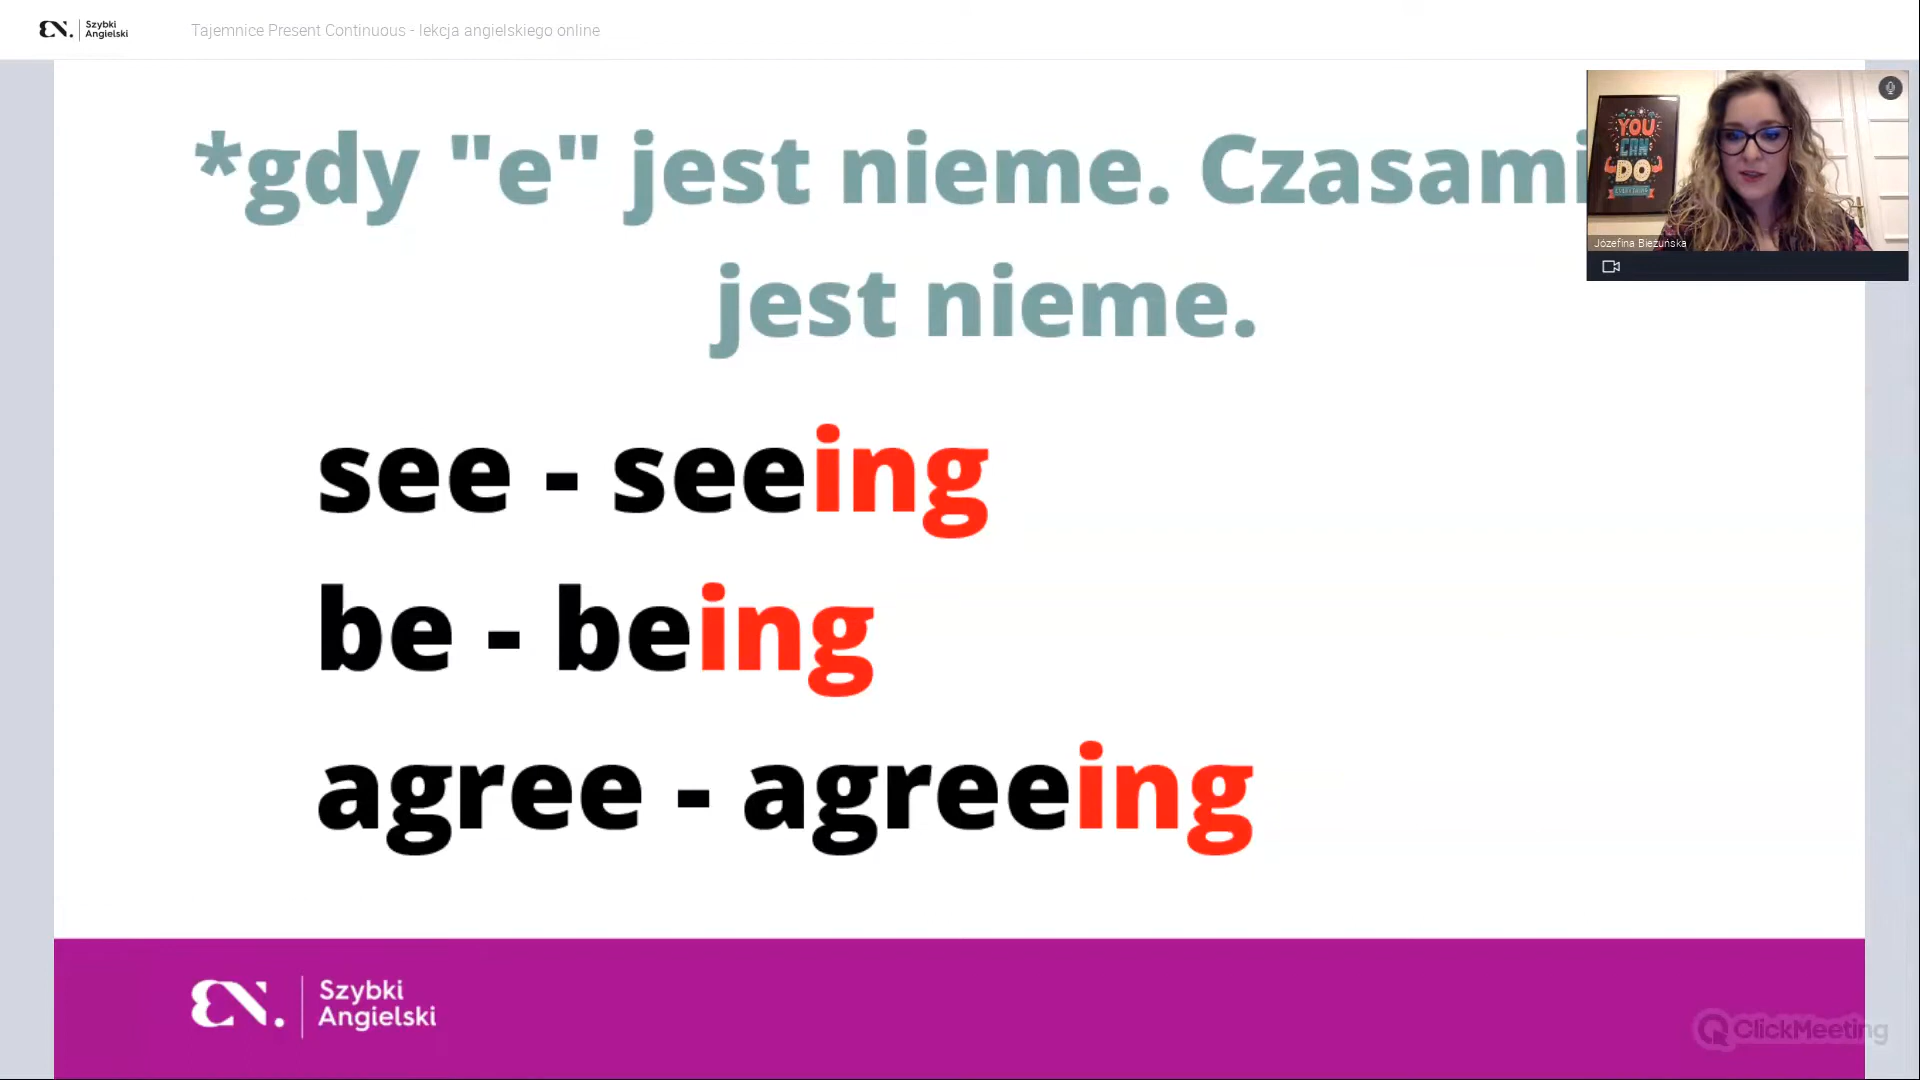 Szybki
Angielski
Tajemnice Present Continuous - lekcja angielskiego online
*gdy "e" jest nieme. Czasami
jest nieme.
YOU
CAN
DO
EVERYTHING
Józefina Bieżuńska
see - seeing
be - being
agree - agreeing
Szybki
Angielski
ClickMeeting